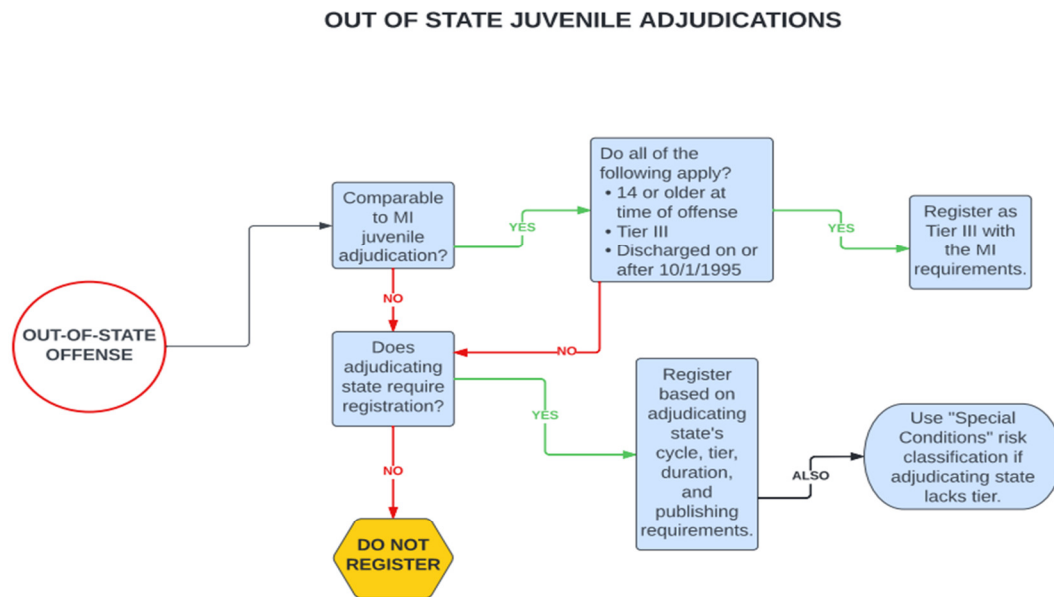 OUT OF STATE JUVENILE ADJUDICATIONS
OUT-OF-STATE
OFFENSE
Comparable
to MI
juvenile
adjudication?
YES
NO
Do all of the
following apply?
• 14 or older at
time of offense
• Tier III
• Discharged on or
after 10/1/1995
YES
NO
Register as
Tier III with
the MI
requirements.
Does
adjudicating
state require
registration?
YES
NO
Register
based on
adjudicating
state's
cycle, tier,
duration,
and
publishing
requirements.
ALSO
Use "Special
Conditions" risk
classification if
adjudicating state
lacks tier.
DO NOT
REGISTER